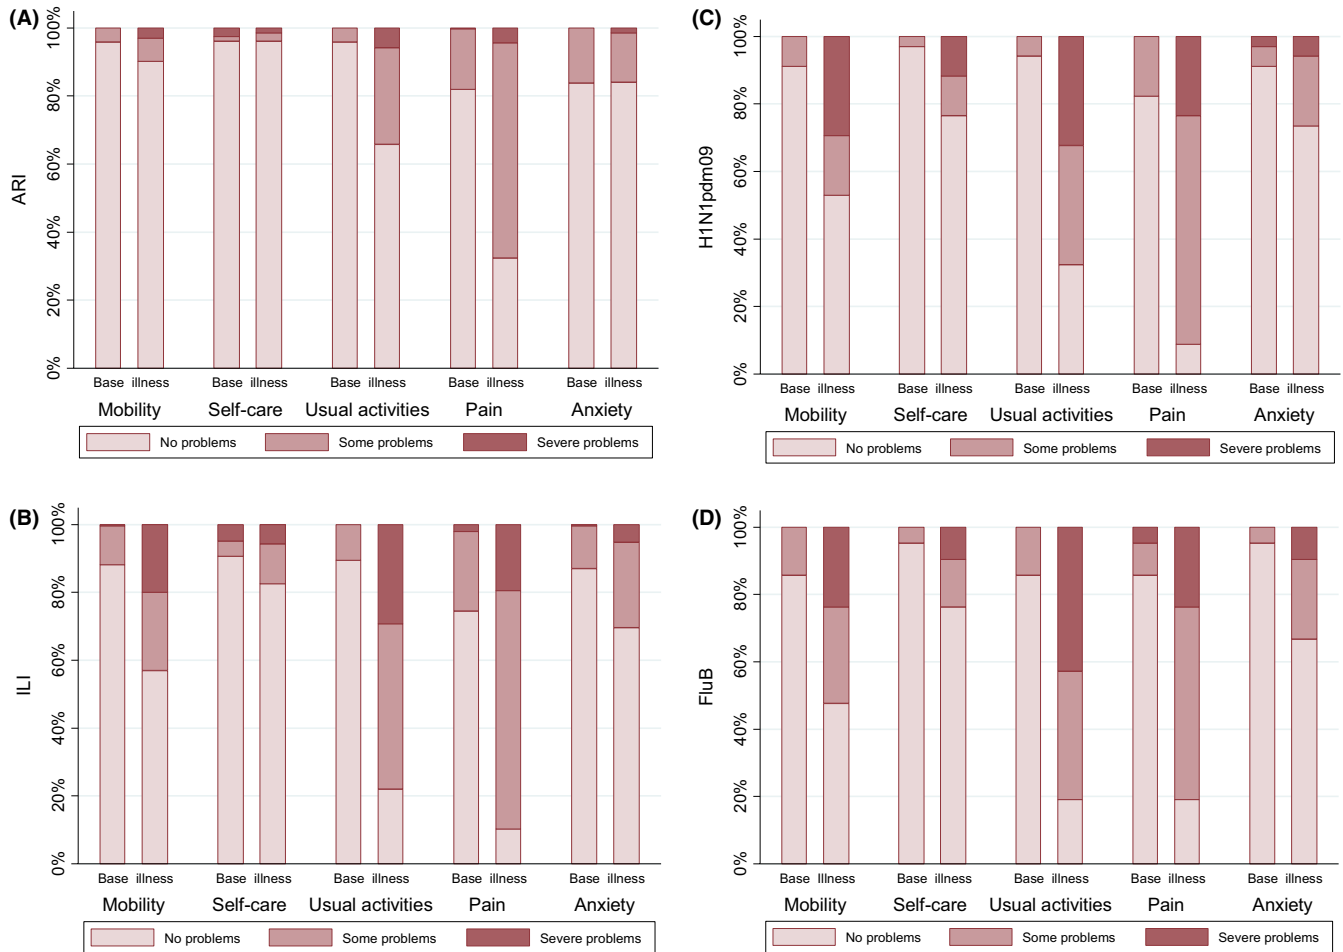 (A)
ARI
100%
80%
60%
40%
20%
0%
Base illness Base illness Base illness Base illness Base illness
Mobility Self-care Usual activities Pain Anxiety
No problems Some problems Severe problems
(B)
ILI
100%
80%
60%
40%
20%
0%
Base illness Base illness Base illness Base illness Base illness
Mobility Self-care Usual activities Pain Anxiety
No problems Some problems Severe problems
(C)
H1N1pdm09
100%
80%
60%
40%
20%
0%
Base illness Base illness Base illness Base illness Base illness
Mobility Self-care Usual activities Pain Anxiety
No problems Some problems Severe problems
(D)
FluB
100%
80%
60%
40%
20%
0%
Base Illness Base illness Base illness Base illness Base illness
Mobility Self-care Usual activities Pain Anxiety
No problems Some problems Severe problems